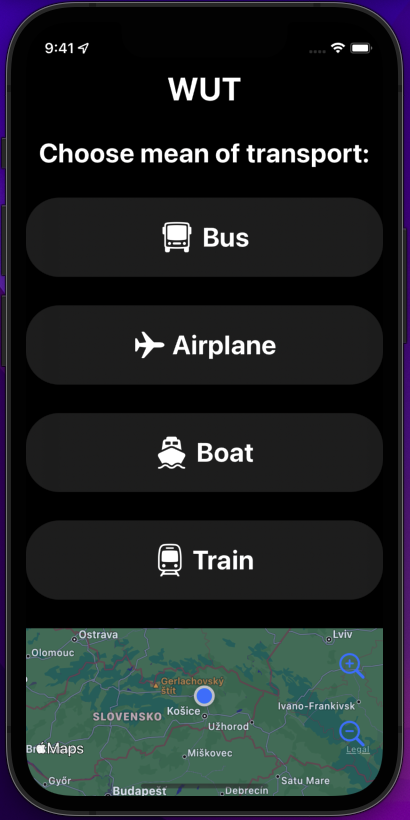 9:41
WUT
Choose mean of transport:
Bus
Airplane
Boat
Train
Ostrava
Lviv
Olomouc
Gerlachovský
štít
Ivano-Frankivsk
SLOVENSKO
Košice
Užhorod
Maps
Legal
Miškovec
Győr
Satu Mare
Budapest
Debrecín